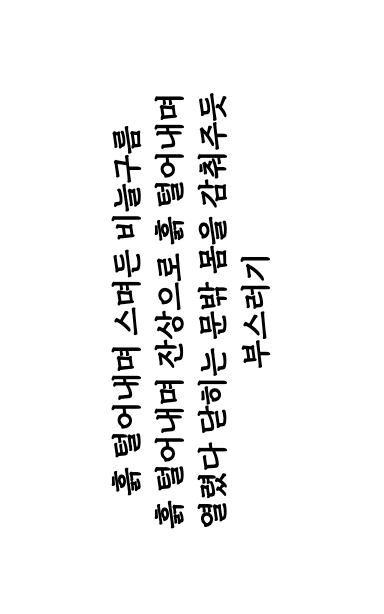 흙 털어내며 스며든 비늘구름
흙 털어내며 잔상으로 흙 털어내며
열렸다 닫히는 문밖 몸을 감춰주듯
부스러기